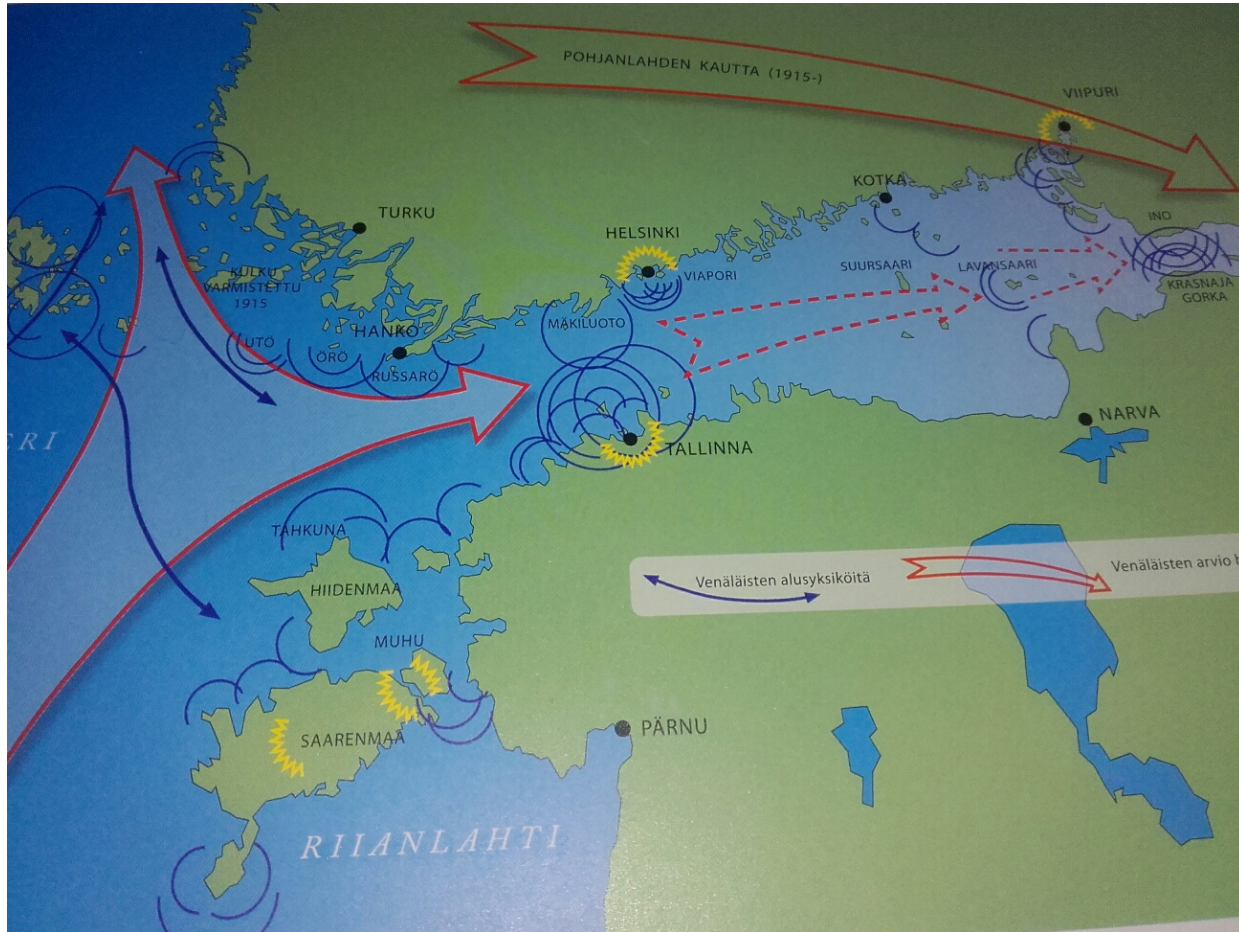 POHJANLAHDEN KAUTTA (1915-)
VIIPURI
TURKU
KOTKA
HELSINKI
INO
VIAPORI
SUURSAARI
LAVANSAARI
KRASNAJA
GORKA
KULKU
VARMISTETTU
1915
MÄKILUOTO
HANKO
UTÖ
ÖRÖ
RUSSARÖ
NARVA
ERI
TALLINNA
TAHKUNA
HIIDENMAA
Venäläisten alusyksiköitä
Venäläisten arvio
MUHU
SAARENMAA
PÄRNU
RIIANLAHTI